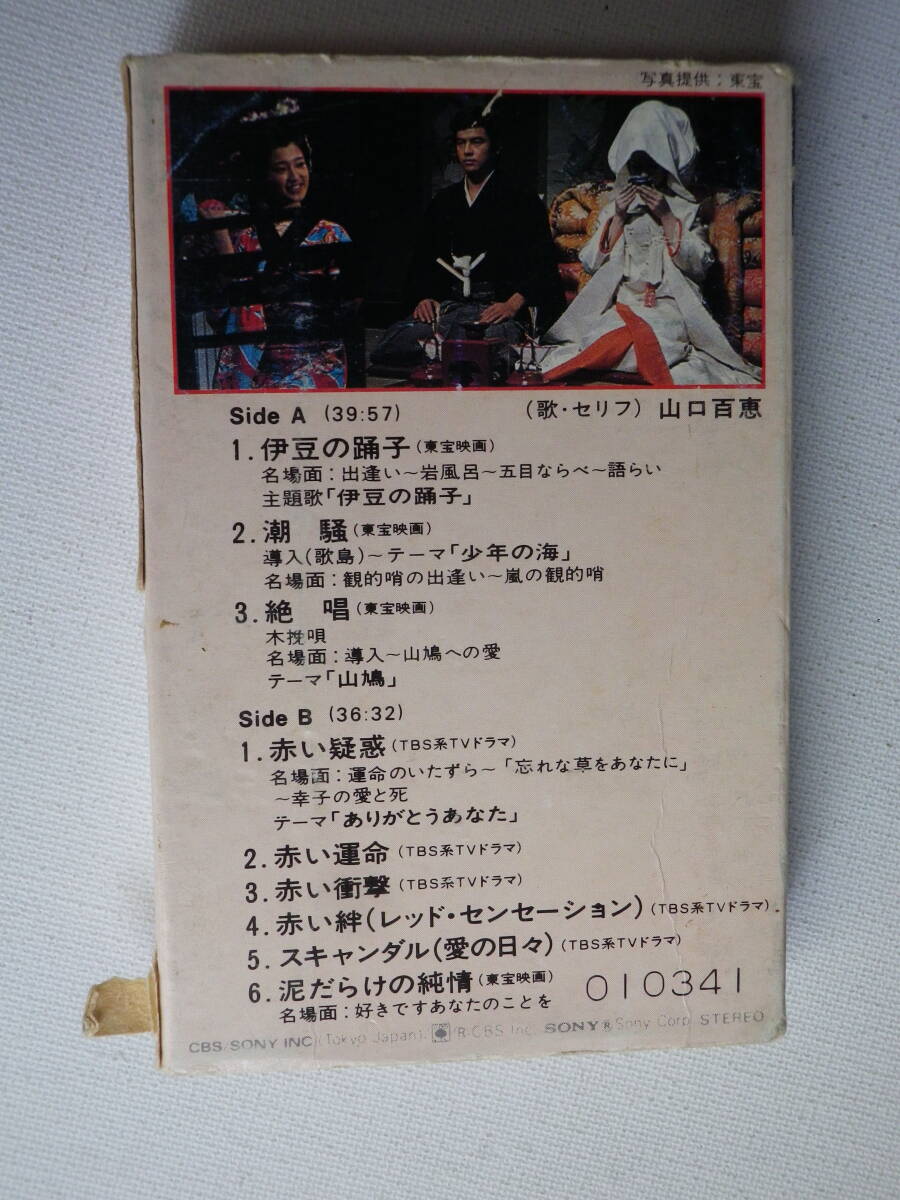 写真提供：東宝
Side A (39:57) (歌・セリフ) 山口百恵
1.伊豆の踊子(東宝映画)
名場面：出逢い～岩風呂～五目ならべ～語らい
主題歌「伊豆の踊子」
2.潮 騒(東宝映画)
導入(歌島)～テーマ「少年の海」
名場面：観的哨の出逢い～嵐の観的哨
3.絶 唱(東宝映画)
木挽唄
名場面：導入～山鳩への愛
テーマ「山鳩」
Side B (36:32)
1.赤い疑惑(TBS系TVドラマ)
名場面：運命のいたずら～「忘れな草をあなたに」
～幸子の愛と死
テーマ「ありがとうあなた」
2.赤い運命(TBS系TVドラマ)
3.赤い衝撃(TBS系TVドラマ)
4.赤い絆(レッド・センセーション)(TBS系TVドラマ)
5.スキャンダル(愛の日々)(TBS系TVドラマ)
6.泥だらけの純情(東宝映画) 010341
名場面：好きですあなたのことを
CBS/SONY INC.(Tokyo Japan). /R:CBS Inc. SONY® Sony Corp. STEREO